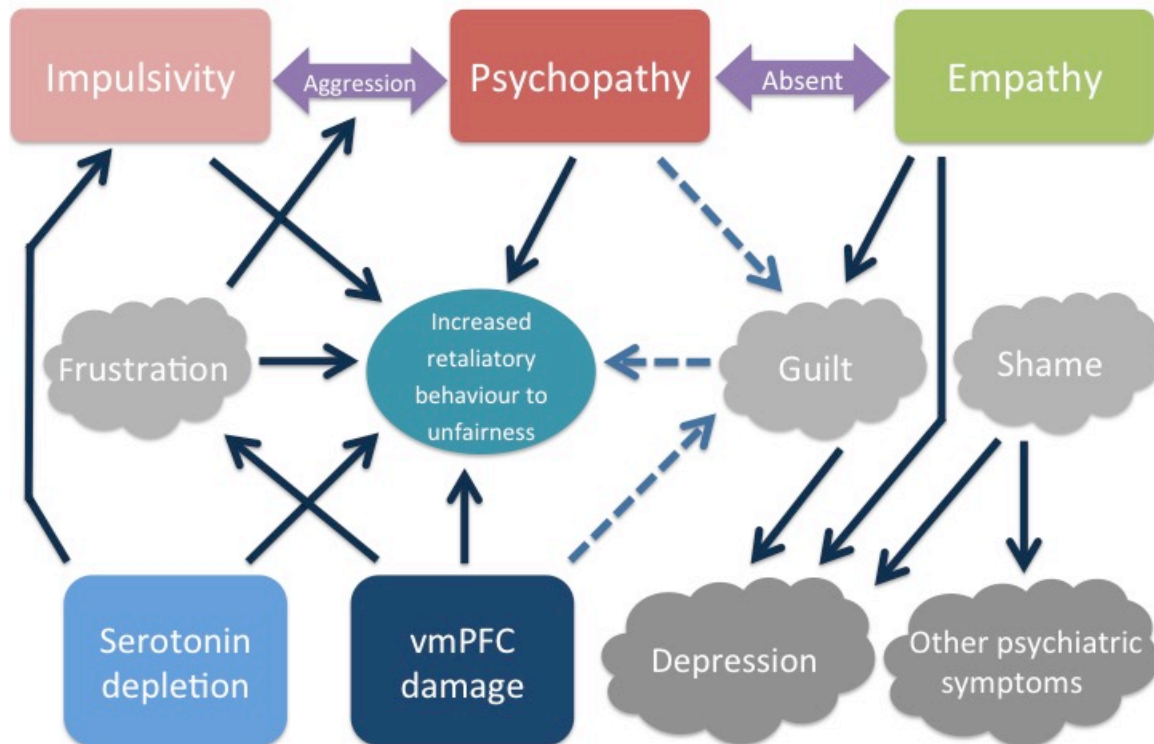 Impulsivity
Aggression
Psychopathy
Absent
Empathy
Frustration
Increased
retaliatory
behaviour to
unfairness
Guilt
Shame
Serotonin
depletion
vmPFC
damage
Depression
Other psychiatric
symptoms